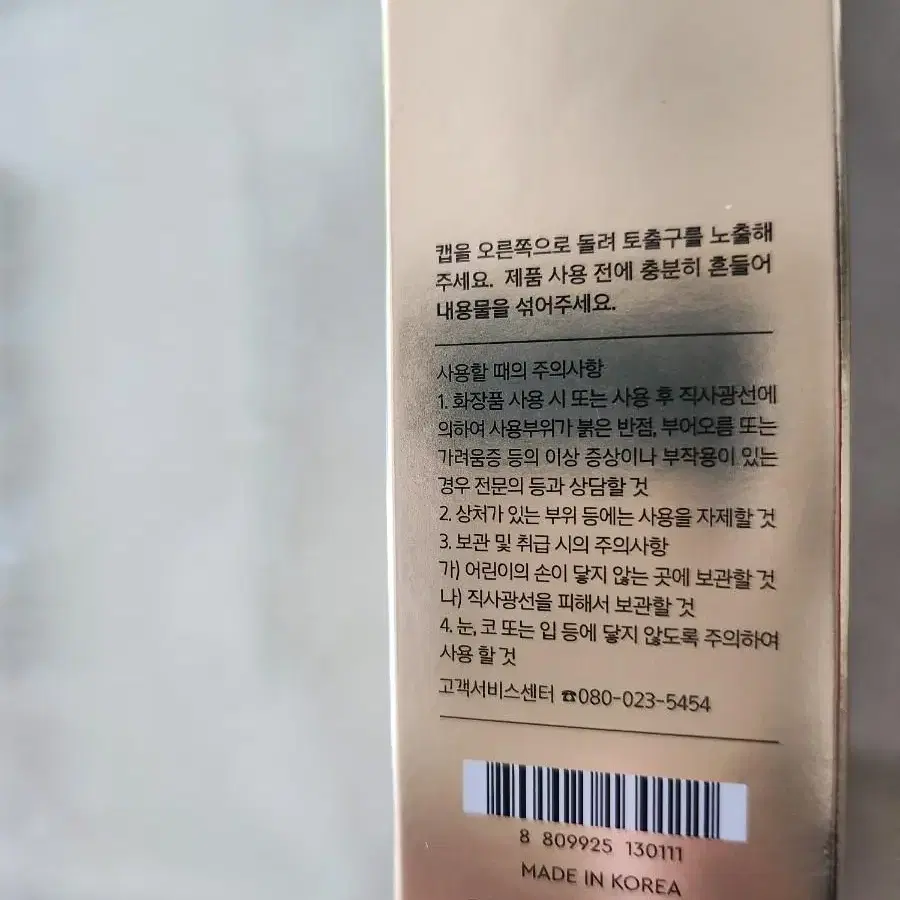 캡을 오른쪽으로 돌려 토출구를 노출해
주세요. 제품 사용 전에 충분히 흔들어
내용물을 섞어주세요.
사용할 때의 주의사항
1. 화장품 사용 시 또는 사용 후 직사광선에
의하여 사용부위가 붉은 반점, 부어오름 또는
가려움증 등의 이상 증상이나 부작용이 있는
경우 전문의 등과 상담할 것
2. 상처가 있는 부위 등에는 사용을 자제할 것
3. 보관 및 취급 시의 주의사항
가) 어린이의 손이 닿지 않는 곳에 보관할 것
나) 직사광선을 피해서 보관할 것
4. 눈, 코 또는 입 등에 닿지 않도록 주의하여
사용 할 것
고객서비스센터 ☎080-023-5454
8 809925 130111
MADE IN KOREA